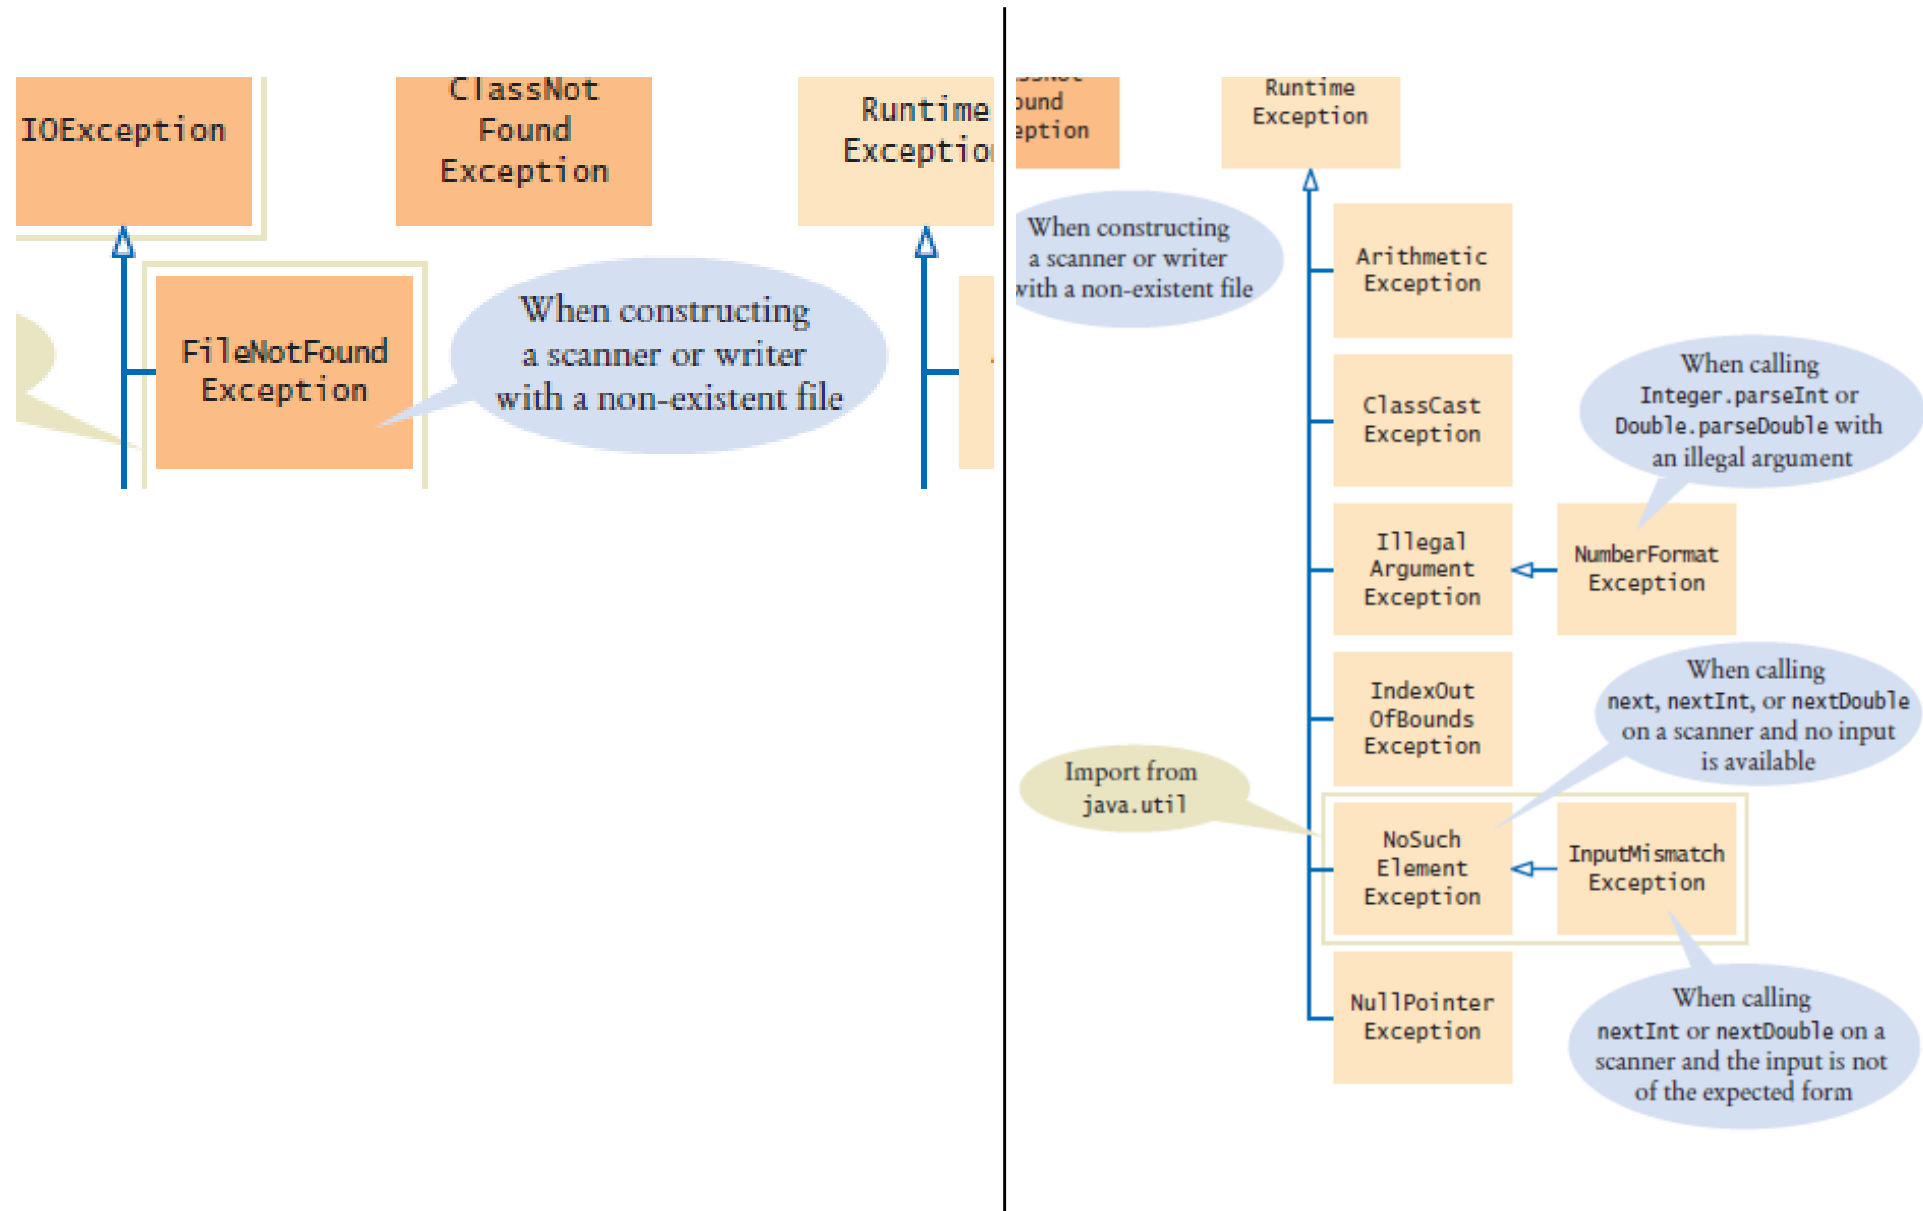 IOException
ClassNot
Found
Exception
Runtime
Exception
FileNotFound
Exception
When constructing
a scanner or writer
with a non-existent file
ound
eption
Runtime
Exception
When constructing
a scanner or writer
with a non-existent file
Arithmetic
Exception
ClassCast
Exception
When calling
Integer.parseInt or
Double.parseDouble with
an illegal argument
Illegal
Argument
Exception
NumberFormat
Exception
IndexOut
OfBounds
Exception
When calling
next, nextInt, or nextDouble
on a scanner and no input
is available
Import from
java.util
NoSuch
Element
Exception
InputMismatch
Exception
NullPointer
Exception
When calling
nextInt or nextDouble on a
scanner and the input is not
of the expected form